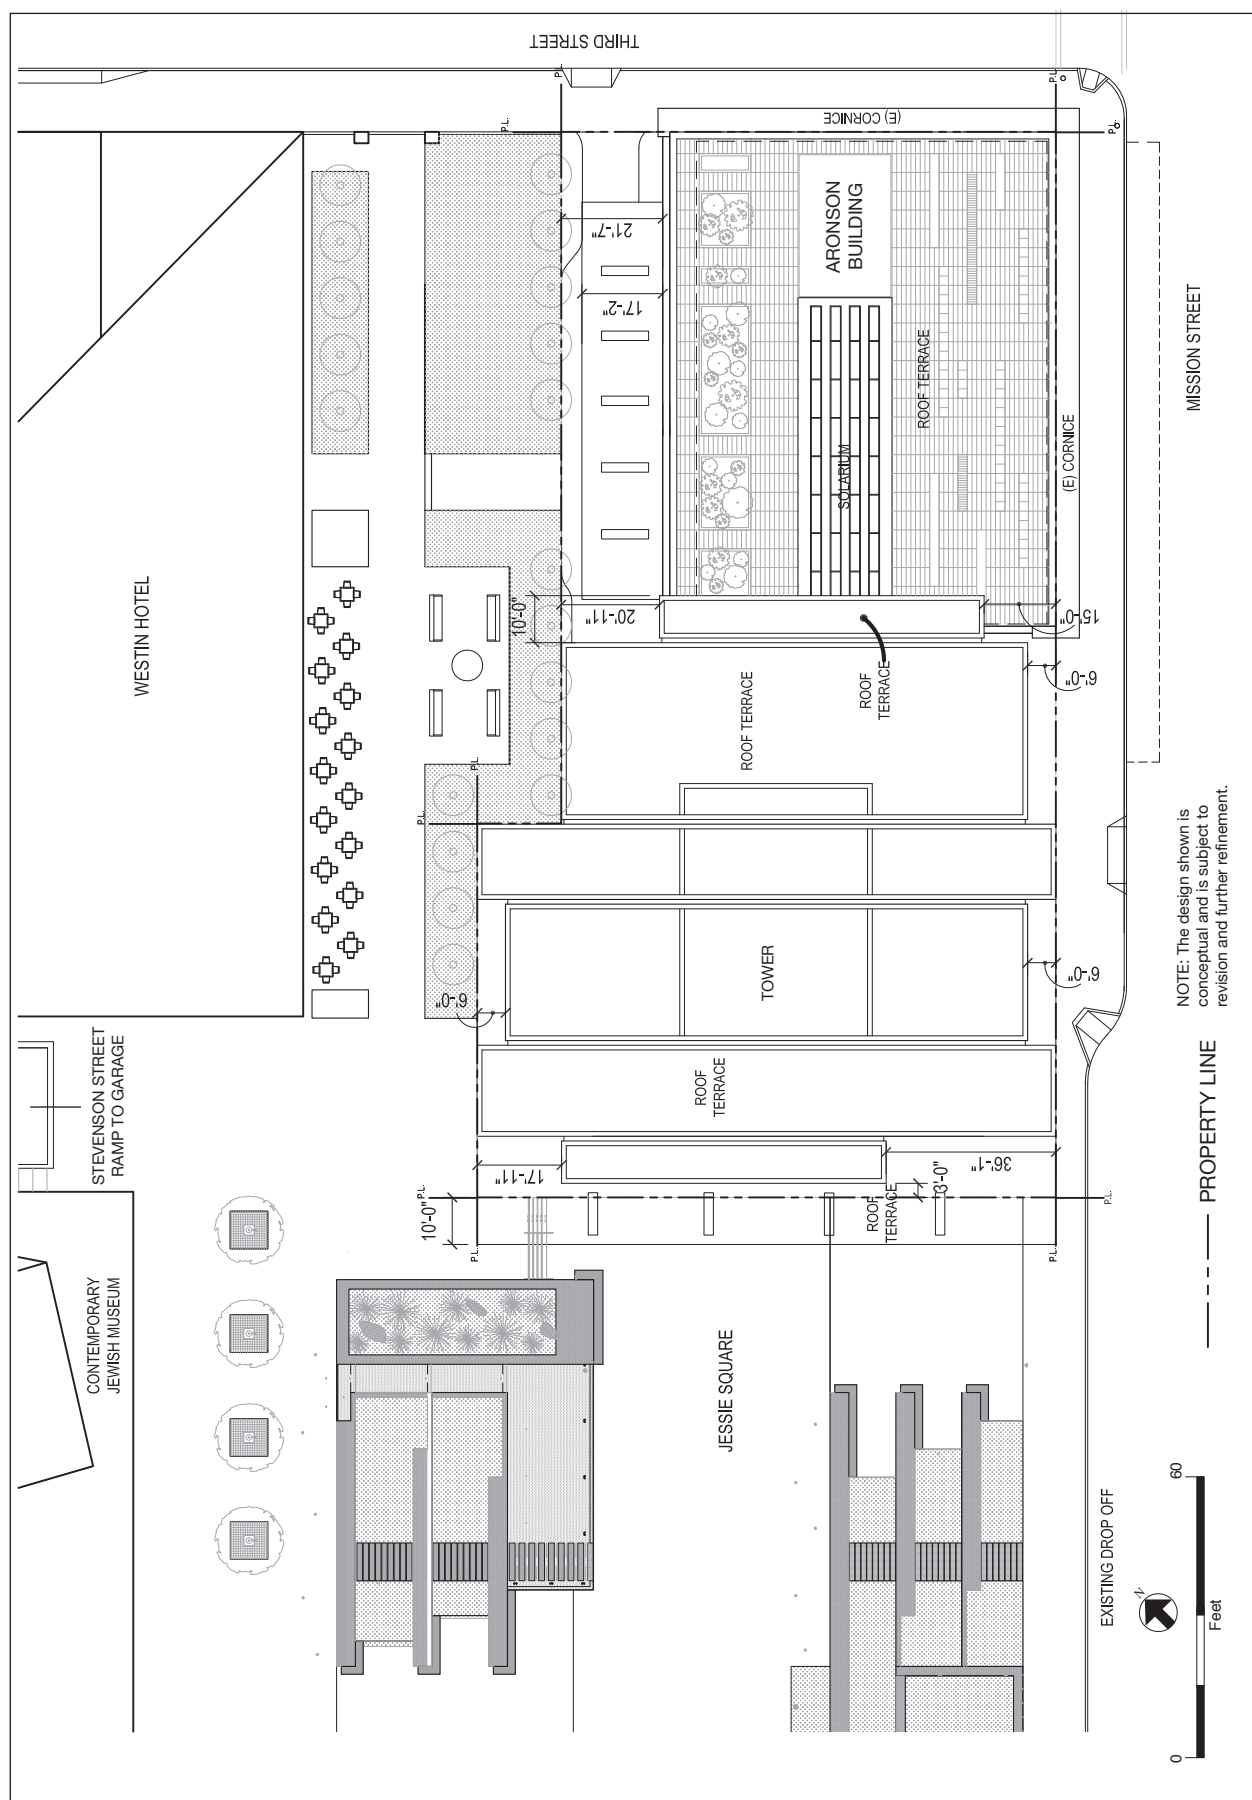 THIRD STREET
P.L.
P.L.
P.L.
P.L.
(E) CORNICE
ARONSON
BUILDING
21'-7"
17'-2"
ROOF TERRACE
SOLARIUM
(E) CORNICE
MISSION STREET
WESTIN HOTEL
10'-0"
20'-11"
15'-0"
ROOF
TERRACE
6'-0"
ROOF TERRACE
P.L.
P.L.
TOWER
6'-0"
6'-0"
NOTE: The design shown is
conceptual and is subject to
revision and further refinement.
STEVENSON STREET
RAMP TO GARAGE
ROOF
TERRACE
PROPERTY LINE
17'-11"
36'-1"
3'-0"
P.L.
P.L.
10'-0"
ROOF
TERRACE
P.L.
P.L.
CONTEMPORARY
JEWISH MUSEUM
JESSIE SQUARE
EXISTING DROP OFF
N
0
60
Feet